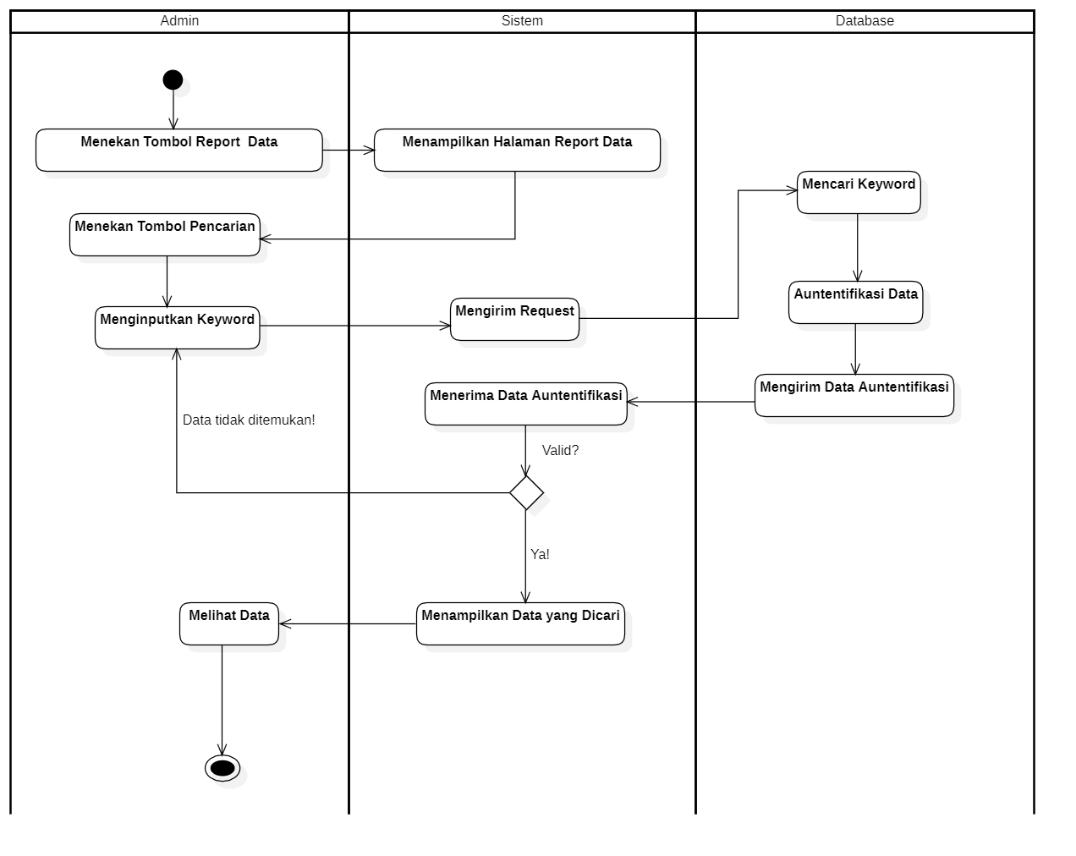 Admin
Sistem
Database
Menekan Tombol Report  Data
Menampilkan Halaman Report Data
Mencari Keyword
Menekan Tombol Pencarian
Auntentifikasi Data
Mengirim Request
Menginputkan Keyword
Mengirim Data Auntentifikasi
Menerima Data Auntentifikasi
Data tidak ditemukan!
Valid?
Ya!
Melihat Data
Menampilkan Data yang Dicari